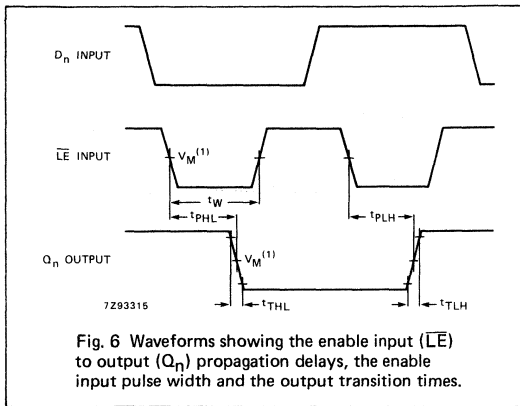 Dn INPUT
LE INPUT
VM(1)
tW
tPHL
tPLH
Qn OUTPUT
VM(1)
7Z93315
tTHL
tTLH
Fig. 6 Waveforms showing the enable input (LE)
to output (Qn) propagation delays, the enable
input pulse width and the output transition times.